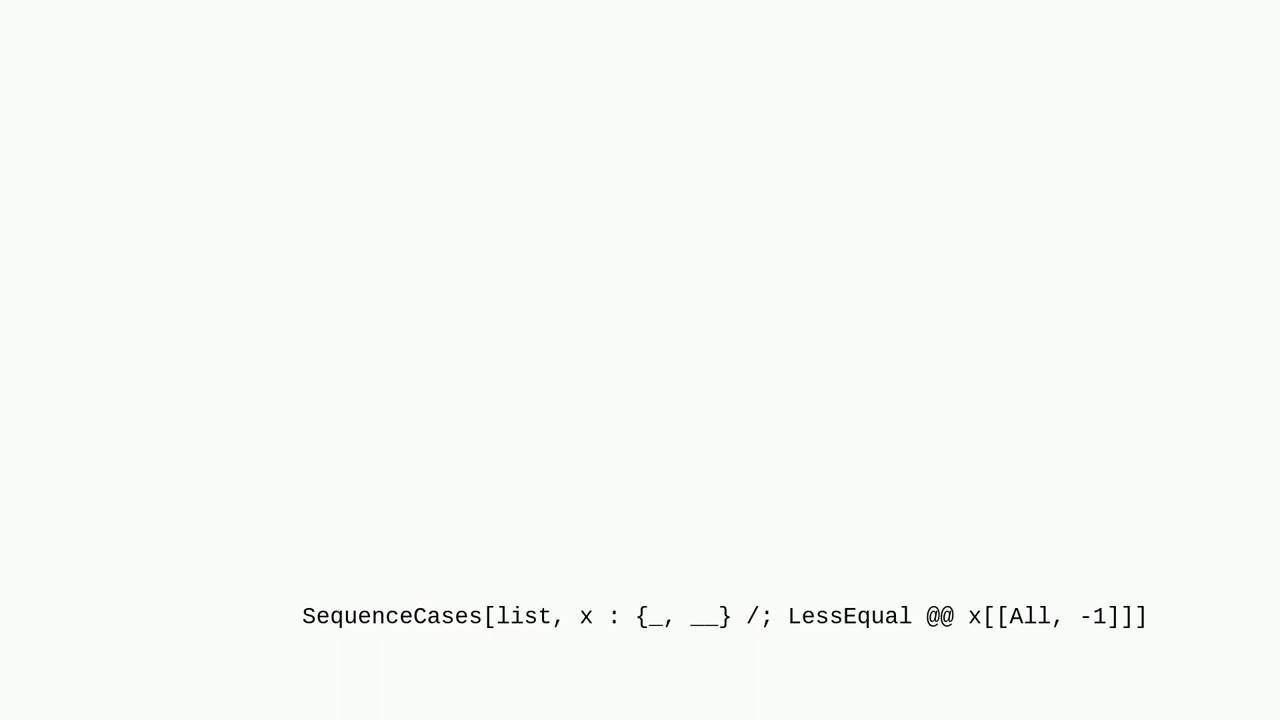 SequenceCases[list, x : {_, __} /; LessEqual @@ x[[All, -1]]]